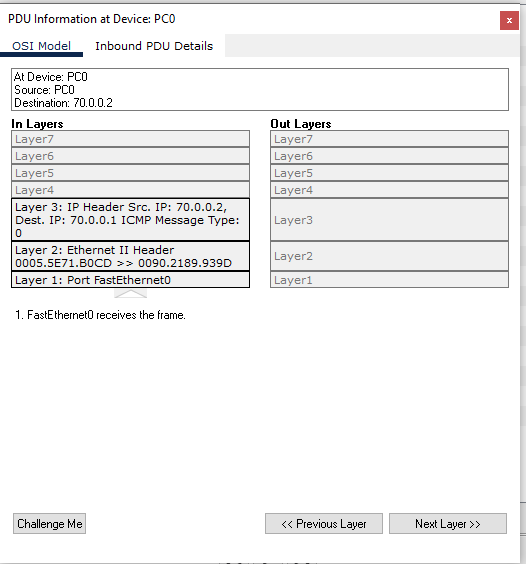 PDU Information at Device: PC0
x
OSI Model
Inbound PDU Details
At Device: PC0
Source: PC0
Destination: 70.0.0.2
In Layers
Layer7
Layer6
Layer5
Layer4
Layer 3: IP Header Src. IP: 70.0.0.2,
Dest. IP: 70.0.0.1 ICMP Message Type:
0
Layer 2: Ethernet II Header
0005.5E71.B0CD >> 0090.2189.939D
Layer 1: Port FastEthernet0
Out Layers
Layer7
Layer6
Layer5
Layer4
Layer3
Layer2
Layer1
1. FastEthernet0 receives the frame.
Challenge Me
<< Previous Layer
Next Layer >>